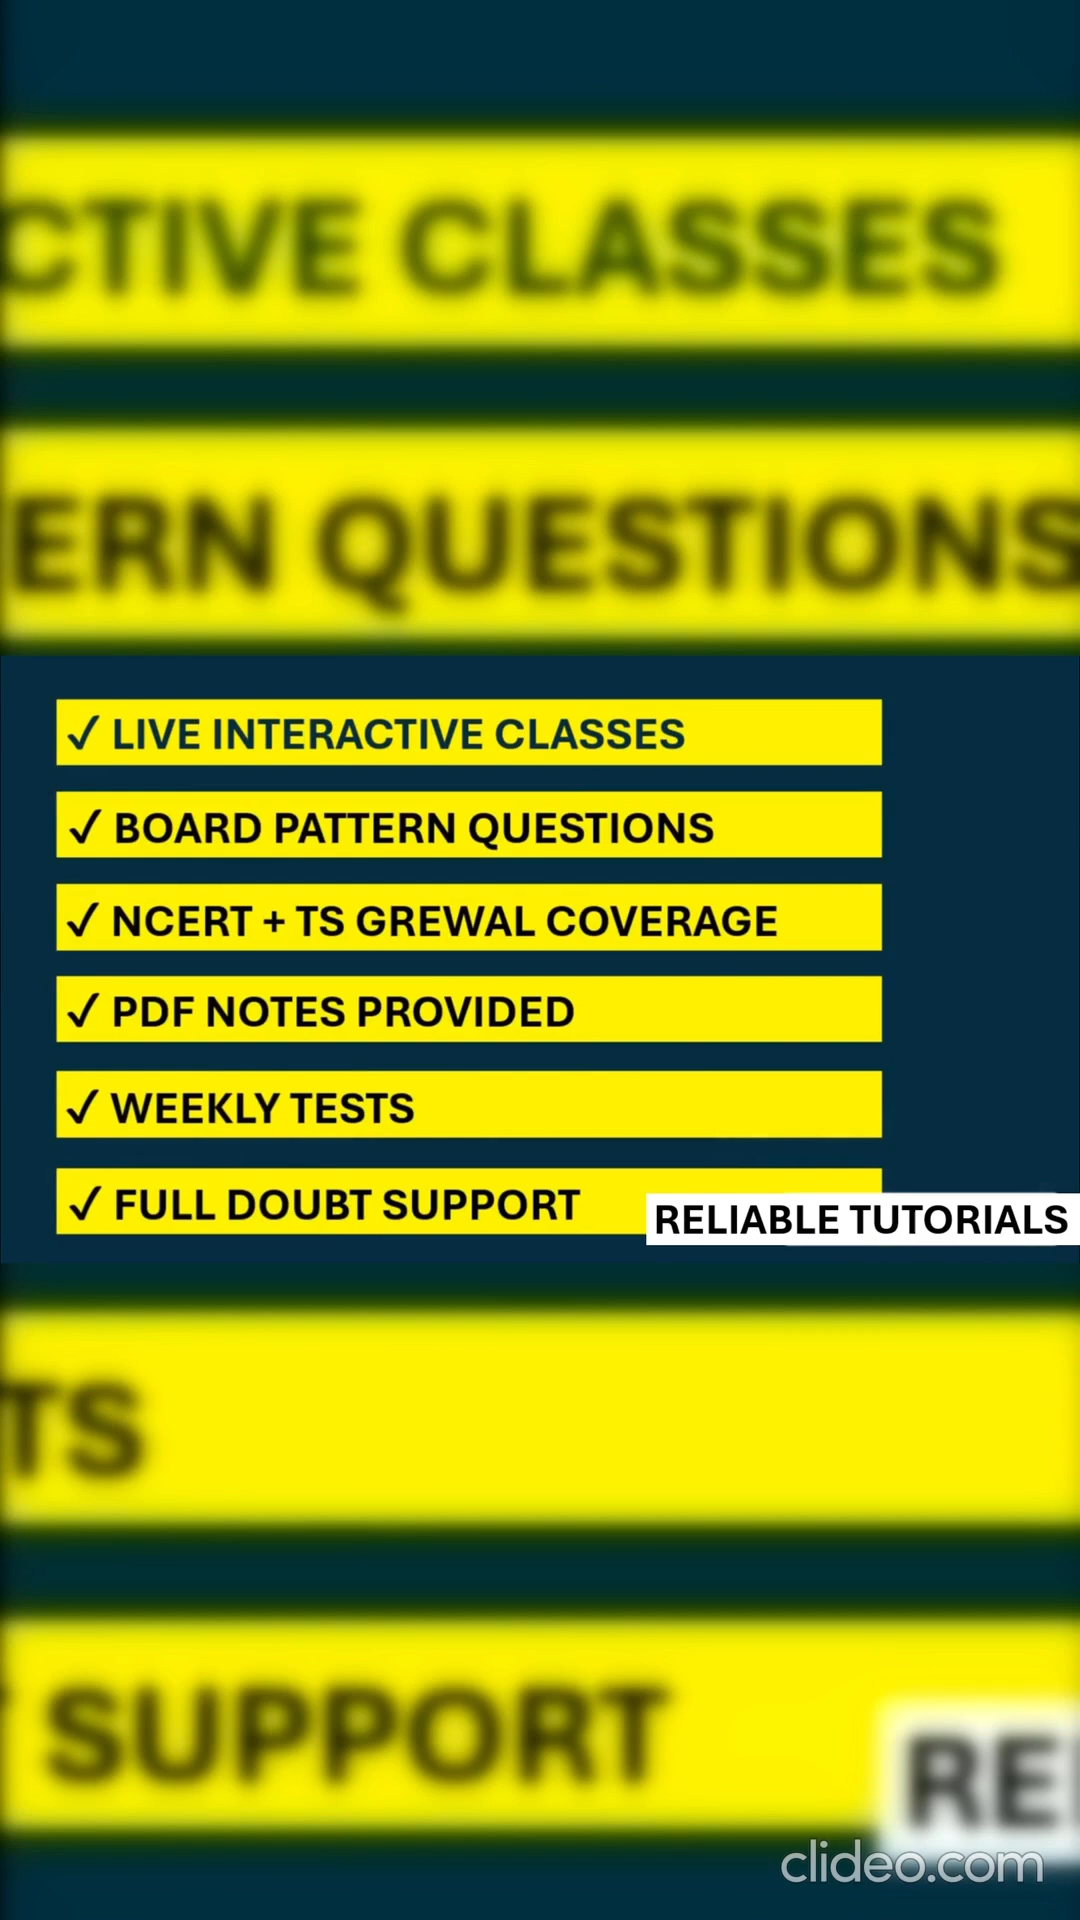 CTIVE CLASSES
ERN QUESTIONS
✓ LIVE INTERACTIVE CLASSES
✓ BOARD PATTERN QUESTIONS
✓ NCERT + TS GREWAL COVERAGE
✓ PDF NOTES PROVIDED
✓ WEEKLY TESTS
✓ FULL DOUBT SUPPORT
RELIABLE TUTORIALS
TS
SUPPORT
RE
clideo.com